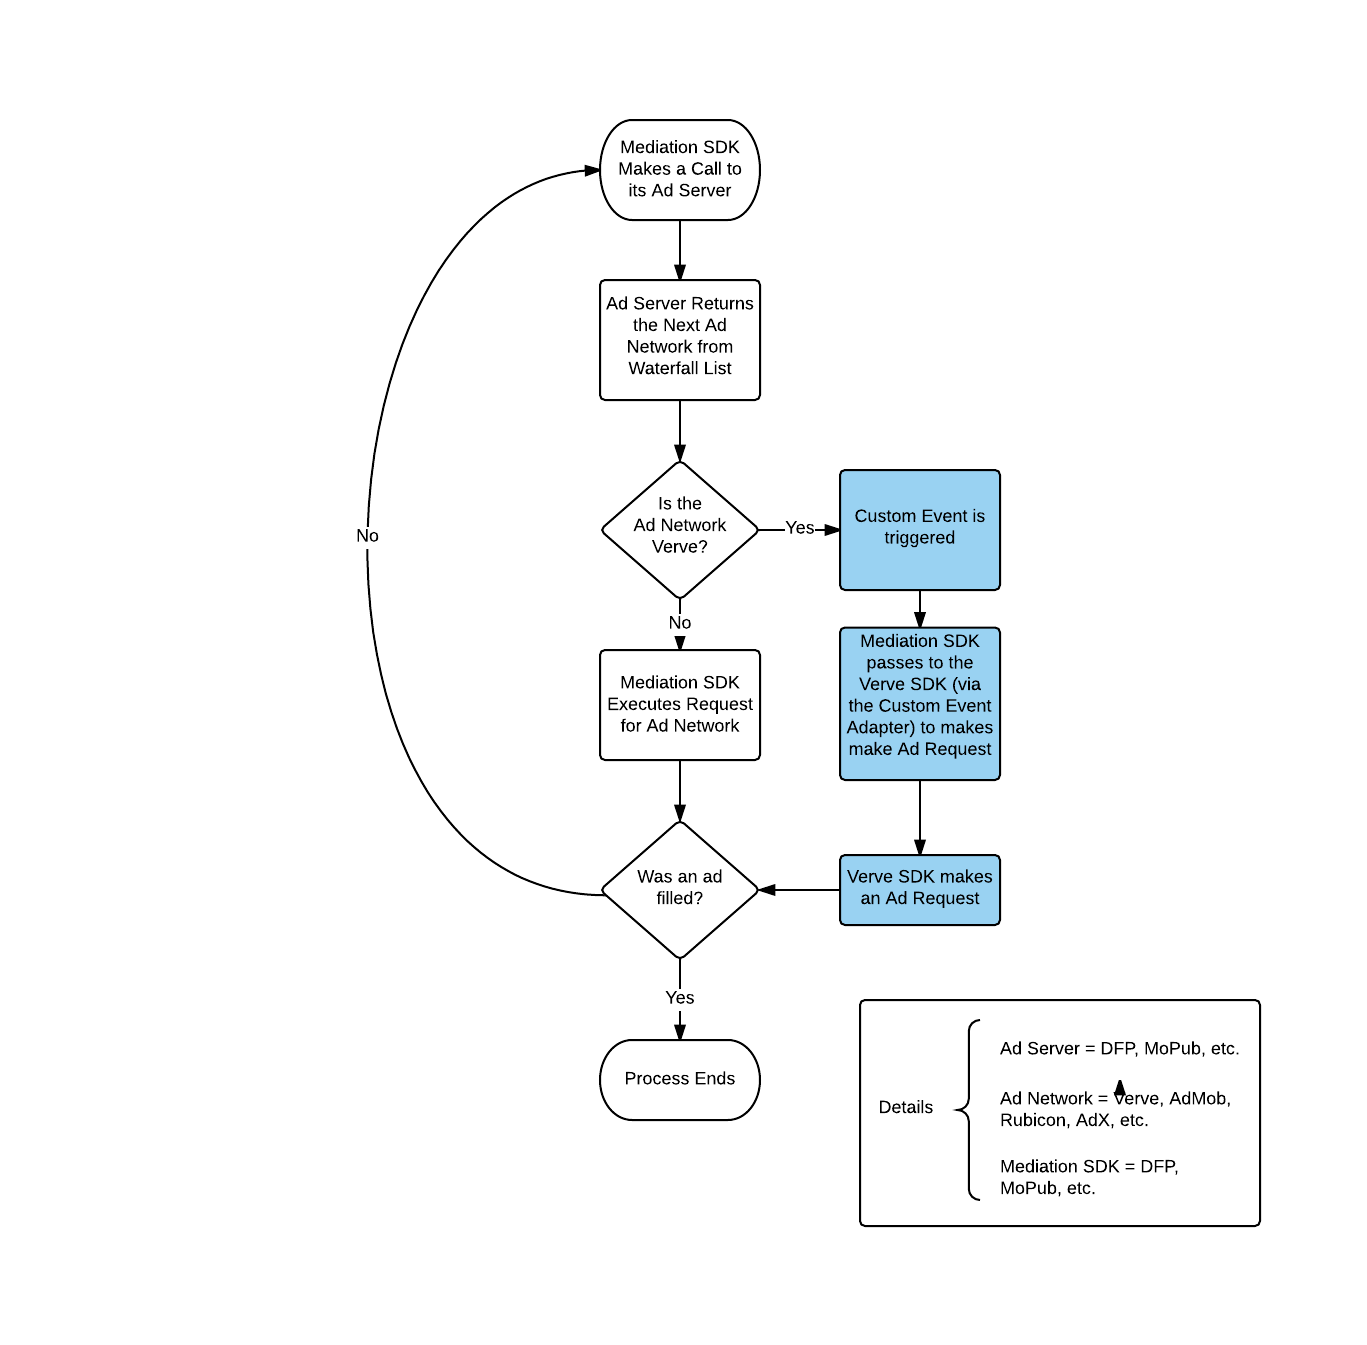 Mediation SDK
Makes a Call to
its Ad Server
Ad Server Returns
the Next Ad
Network from
Waterfall List
Is the
Ad Network
Verve?
Yes
Custom Event is
triggered
No
No
Mediation SDK
Executes Request
for Ad Network
Mediation SDK
passes to the
Verve SDK (via
the Custom Event
Adapter) to makes
make Ad Request
Was an ad
filled?
Verve SDK makes
an Ad Request
Yes
Process Ends
Details
Ad Server = DFP, MoPub, etc.
Ad Network = Verve, AdMob,
Rubicon, AdX, etc.
Mediation SDK = DFP,
MoPub, etc.